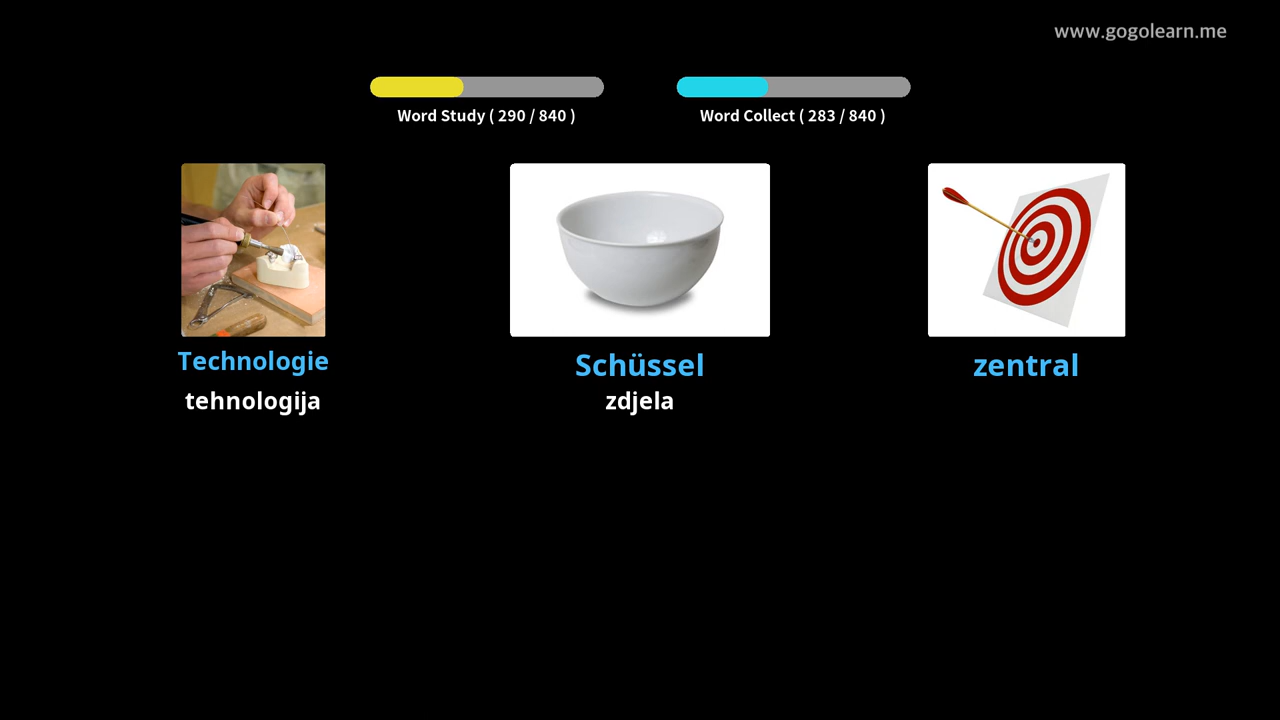 www.gogolearn.me
Word Study ( 290 / 840 )
Word Collect ( 283 / 840 )
Technologie
tehnologija
Schüssel
zdjela
zentral